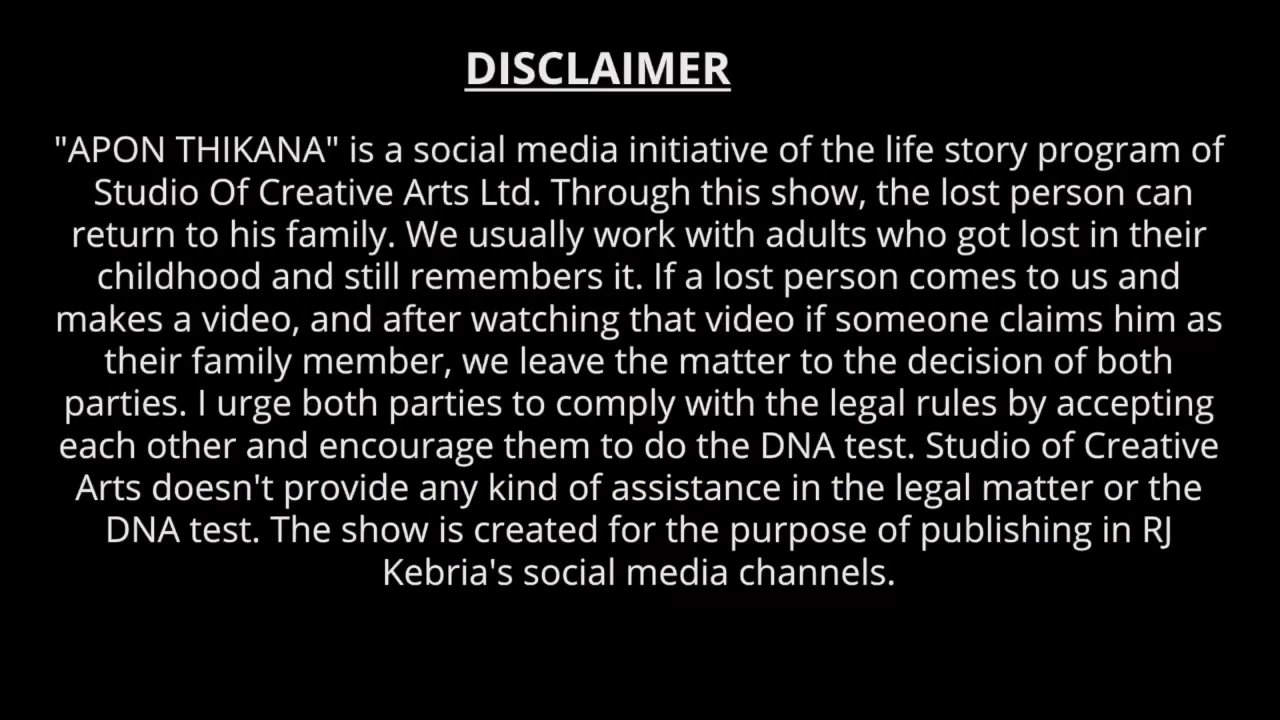 DISCLAIMER
"APON THIKANA" is a social media initiative of the life story program of
Studio Of Creative Arts Ltd. Through this show, the lost person can
return to his family. We usually work with adults who got lost in their
childhood and still remembers it. If a lost person comes to us and
makes a video, and after watching that video if someone claims him as
their family member, we leave the matter to the decision of both
parties. I urge both parties to comply with the legal rules by accepting
each other and encourage them to do the DNA test. Studio of Creative
Arts doesn't provide any kind of assistance in the legal matter or the
DNA test. The show is created for the purpose of publishing in RJ
Kebria's social media channels.